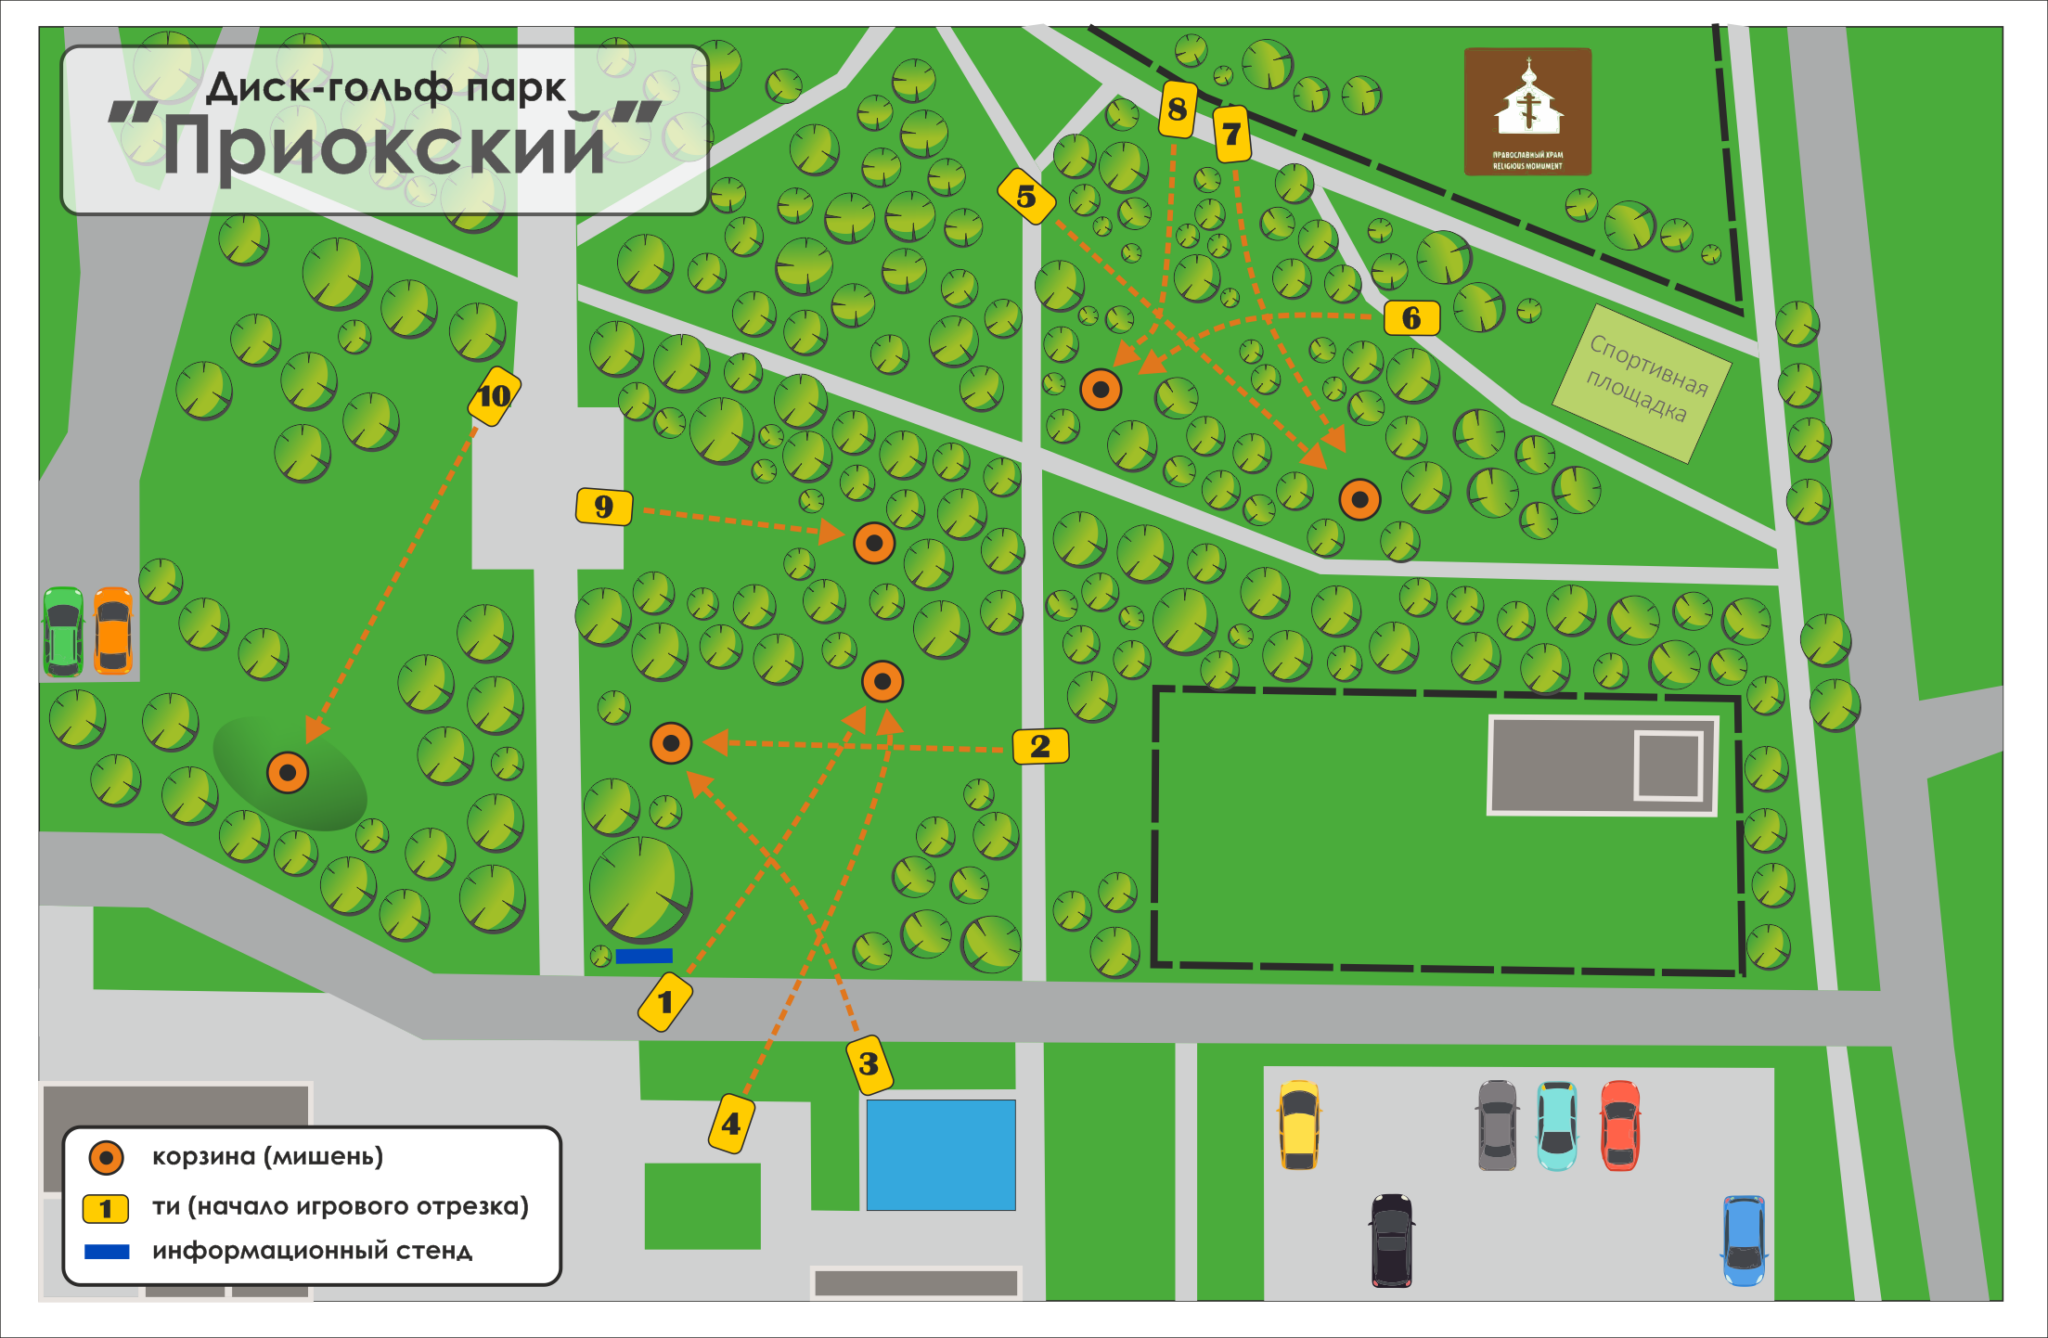 Диск-гольф парк
"Приокский"
8
7
ПРАВОСЛАВНЫЙ ХРАМ
RELIGIOUS MONUMENT
5
6
Спортивная
площадка
10
9
2
1
3
4
корзина (мишень)
1 ти (начало игрового отрезка)
информационный стенд